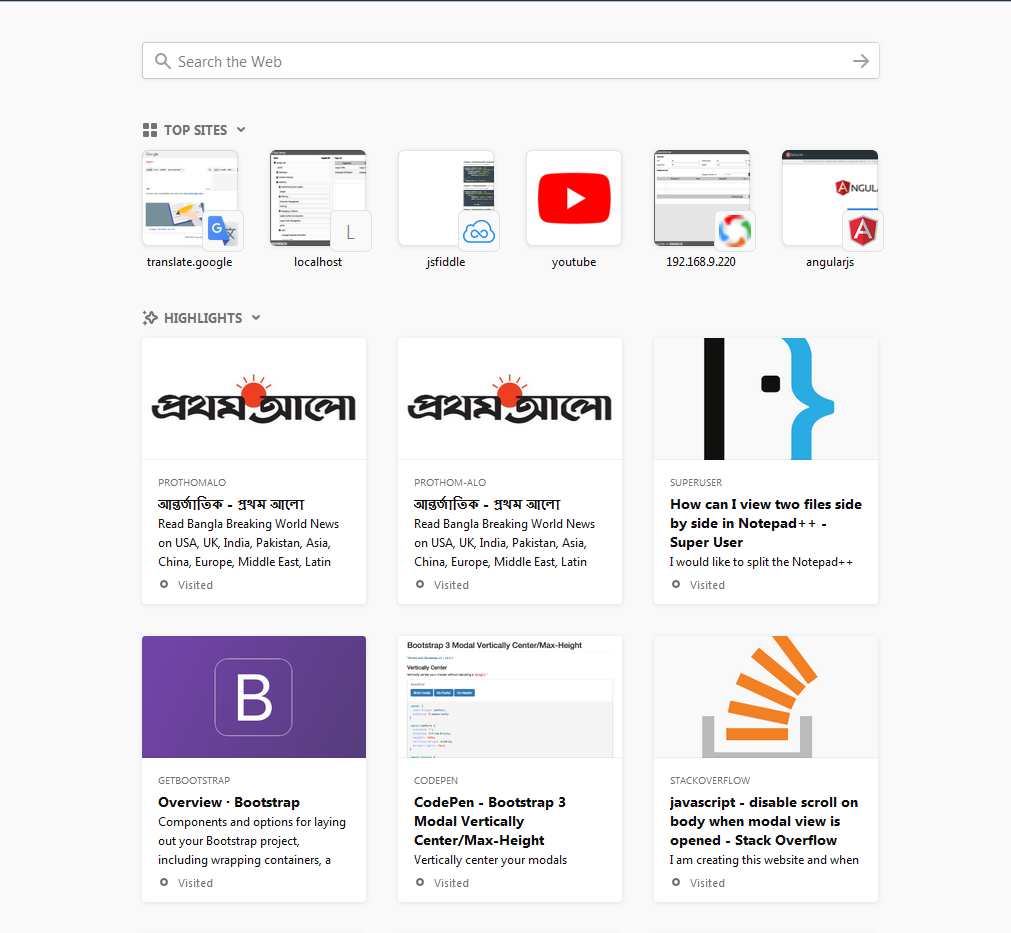 Search the Web
TOP SITES
translate.google
localhost
L
jsfiddle
youtube
192.168.9.220
angularjs
HIGHLIGHTS
প্রথম আলো
PROTHOMALO
আন্তর্জাতিক - প্রথম আলো
Read Bangla Breaking World News
on USA, UK, India, Pakistan, Asia,
China, Europe, Middle East, Latin
Visited
প্রথম আলো
PROTHOM-ALO
আন্তর্জাতিক - প্রথম আলো
Read Bangla Breaking World News
on USA, UK, India, Pakistan, Asia,
China, Europe, Middle East, Latin
Visited
SUPERUSER
How can I view two files side
by side in Notepad++ -
Super User
I would like to split the Notepad++
Visited
B
GETBOOTSTRAP
Overview · Bootstrap
Components and options for laying
out your Bootstrap project,
including wrapping containers, a
Visited
Bootstrap 3 Modal Vertically Center/Max-Height
Vertically Center
CODEPEN
CodePen - Bootstrap 3
Modal Vertically
Center/Max-Height
Vertically center your modals
Visited
STACKOVERFLOW
javascript - disable scroll on
body when modal view is
opened - Stack Overflow
I am creating this website and when
Visited